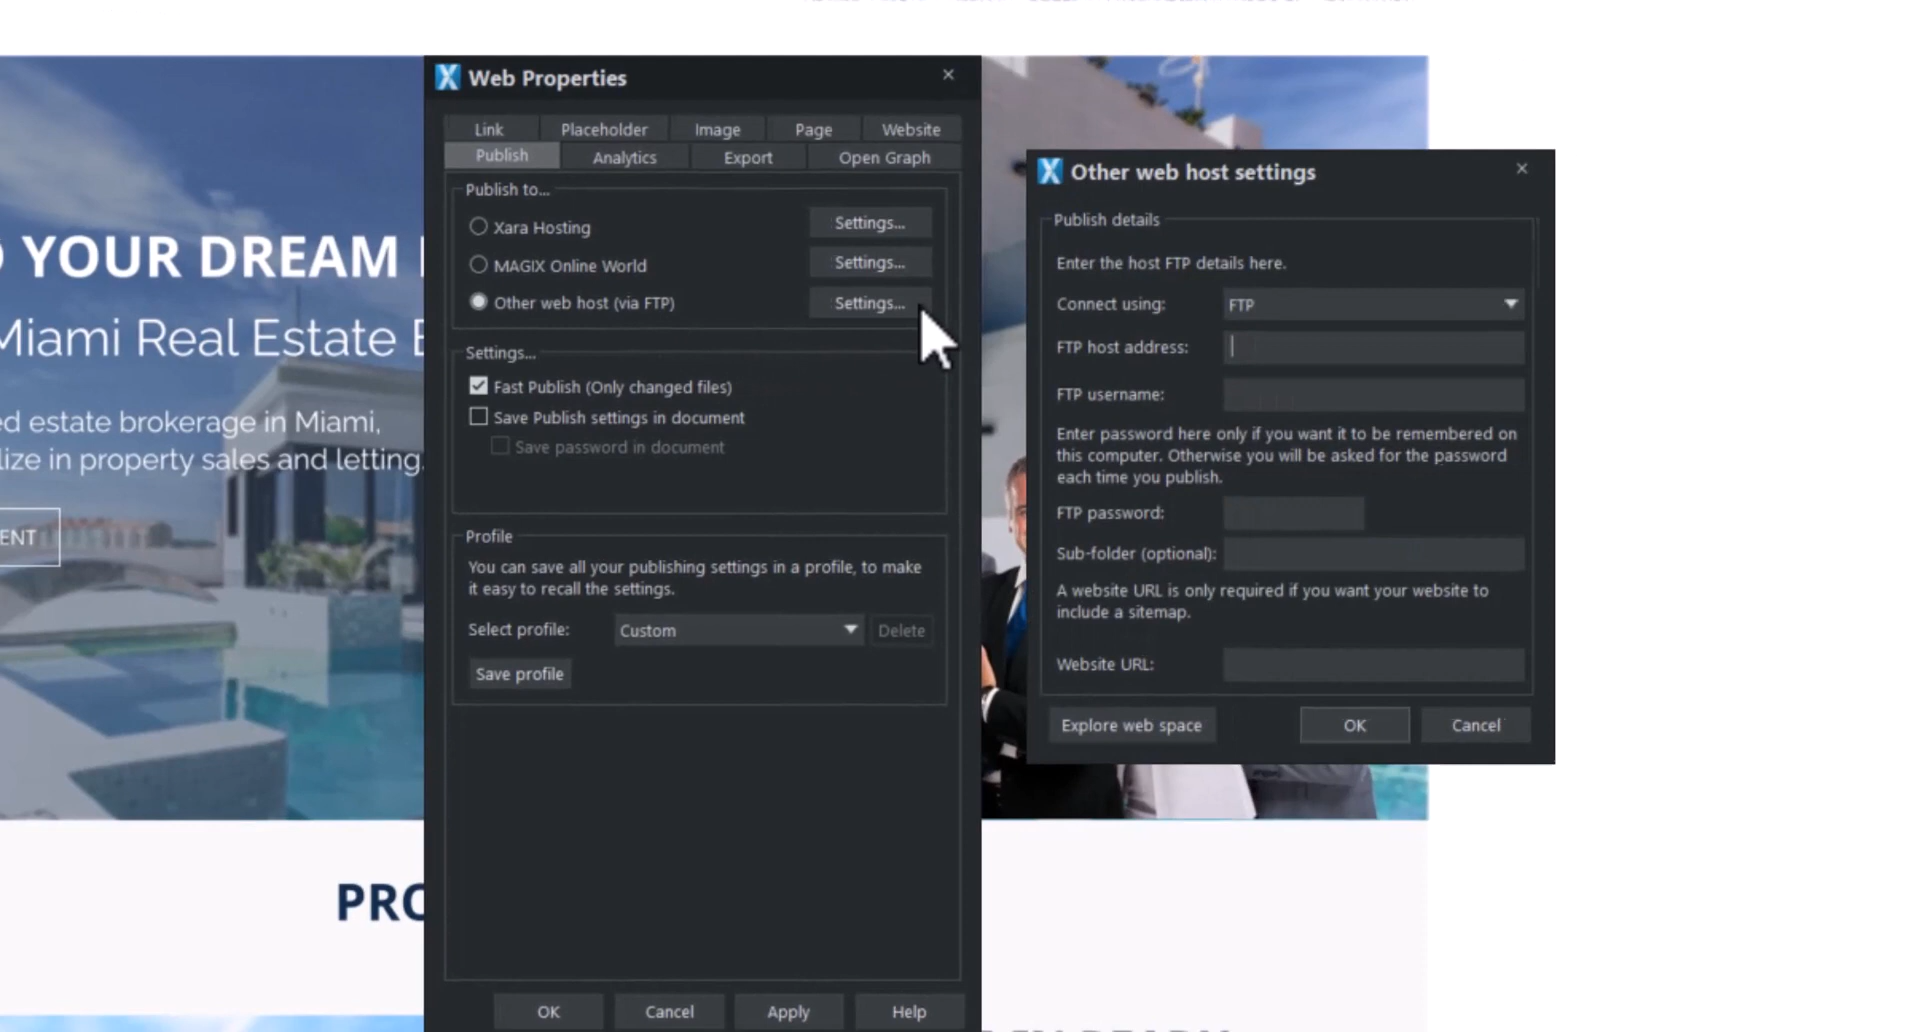 YOUR DREAM
Miami Real Estate
estate brokerage in Miami,
in property sales and letting
Web Properties
Link Placeholder Image Page Website
Publish Analytics Export Open Graph
Publish to...
Xara Hosting Settings...
MAGIX Online World Settings...
Other web host (via FTP) Settings...
Settings...
Fast Publish (Only changed files)
Save Publish settings in document
Save password in document
Profile
You can save all your publishing settings in a profile, to make
it easy to recall the settings.
Select profile: Custom Delete
Save profile
OK Cancel Apply Help
Other web host settings
Publish details
Enter the host FTP details here.
Connect using: FTP
FTP host address:
FTP username:
Enter password here only if you want it to be remembered on
this computer. Otherwise you will be asked for the password
each time you publish.
FTP password:
Sub-folder (optional):
A website URL is only required if you want your website to
include a sitemap.
Website URL:
Explore web space OK Cancel